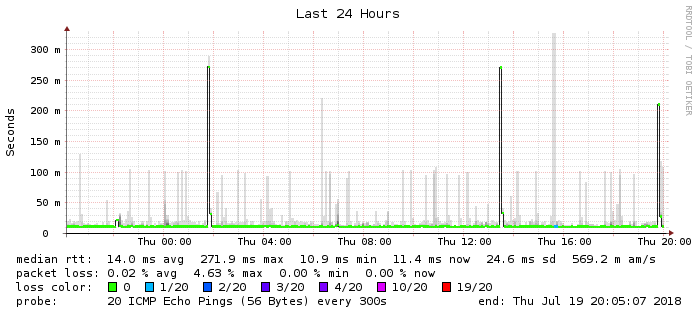 Last 24 Hours
RRDTOOL / TOBI OETIKER
Seconds
300 m
250 m
200 m
150 m
100 m
50 m
0
Thu 00:00 Thu 04:00 Thu 08:00 Thu 12:00 Thu 16:00 Thu 20:00
median rtt: 14.0 ms avg 271.9 ms max 10.9 ms min 11.4 ms now 24.6 ms sd 569.2 m am/s
packet loss: 0.02 % avg 4.63 % max 0.00 % min 0.00 % now
loss color: 0 1/20 2/20 3/20 4/20 10/20 19/20
probe: 20 ICMP Echo Pings (56 Bytes) every 300s end: Thu Jul 19 20:05:07 2018